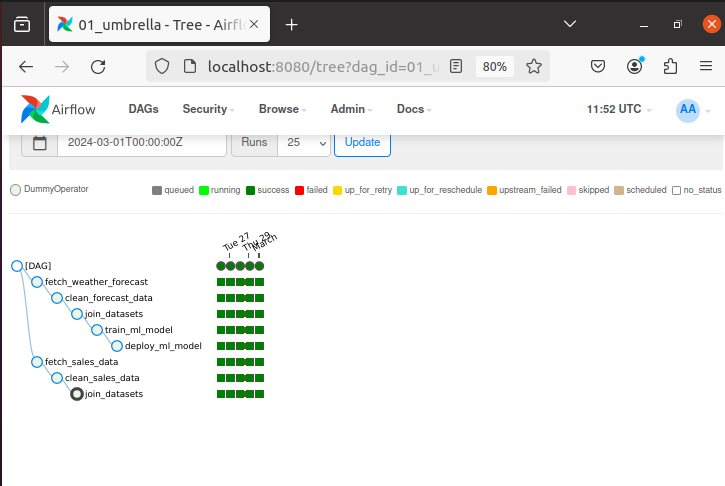 01_umbrella - Tree - Airfl
localhost:8080/tree?dag_id=01_u
80%
Airflow DAGs Security Browse Admin Docs 11:52 UTC AA
2024-03-01T00:00:00Z Runs 25 Update
DummyOperator queued running success failed up_for_retry up_for_reschedule upstream_failed skipped scheduled no_status
Tue 27 Thu 29 March
[DAG]
fetch_weather_forecast
clean_forecast_data
join_datasets
train_ml_model
deploy_ml_model
fetch_sales_data
clean_sales_data
join_datasets